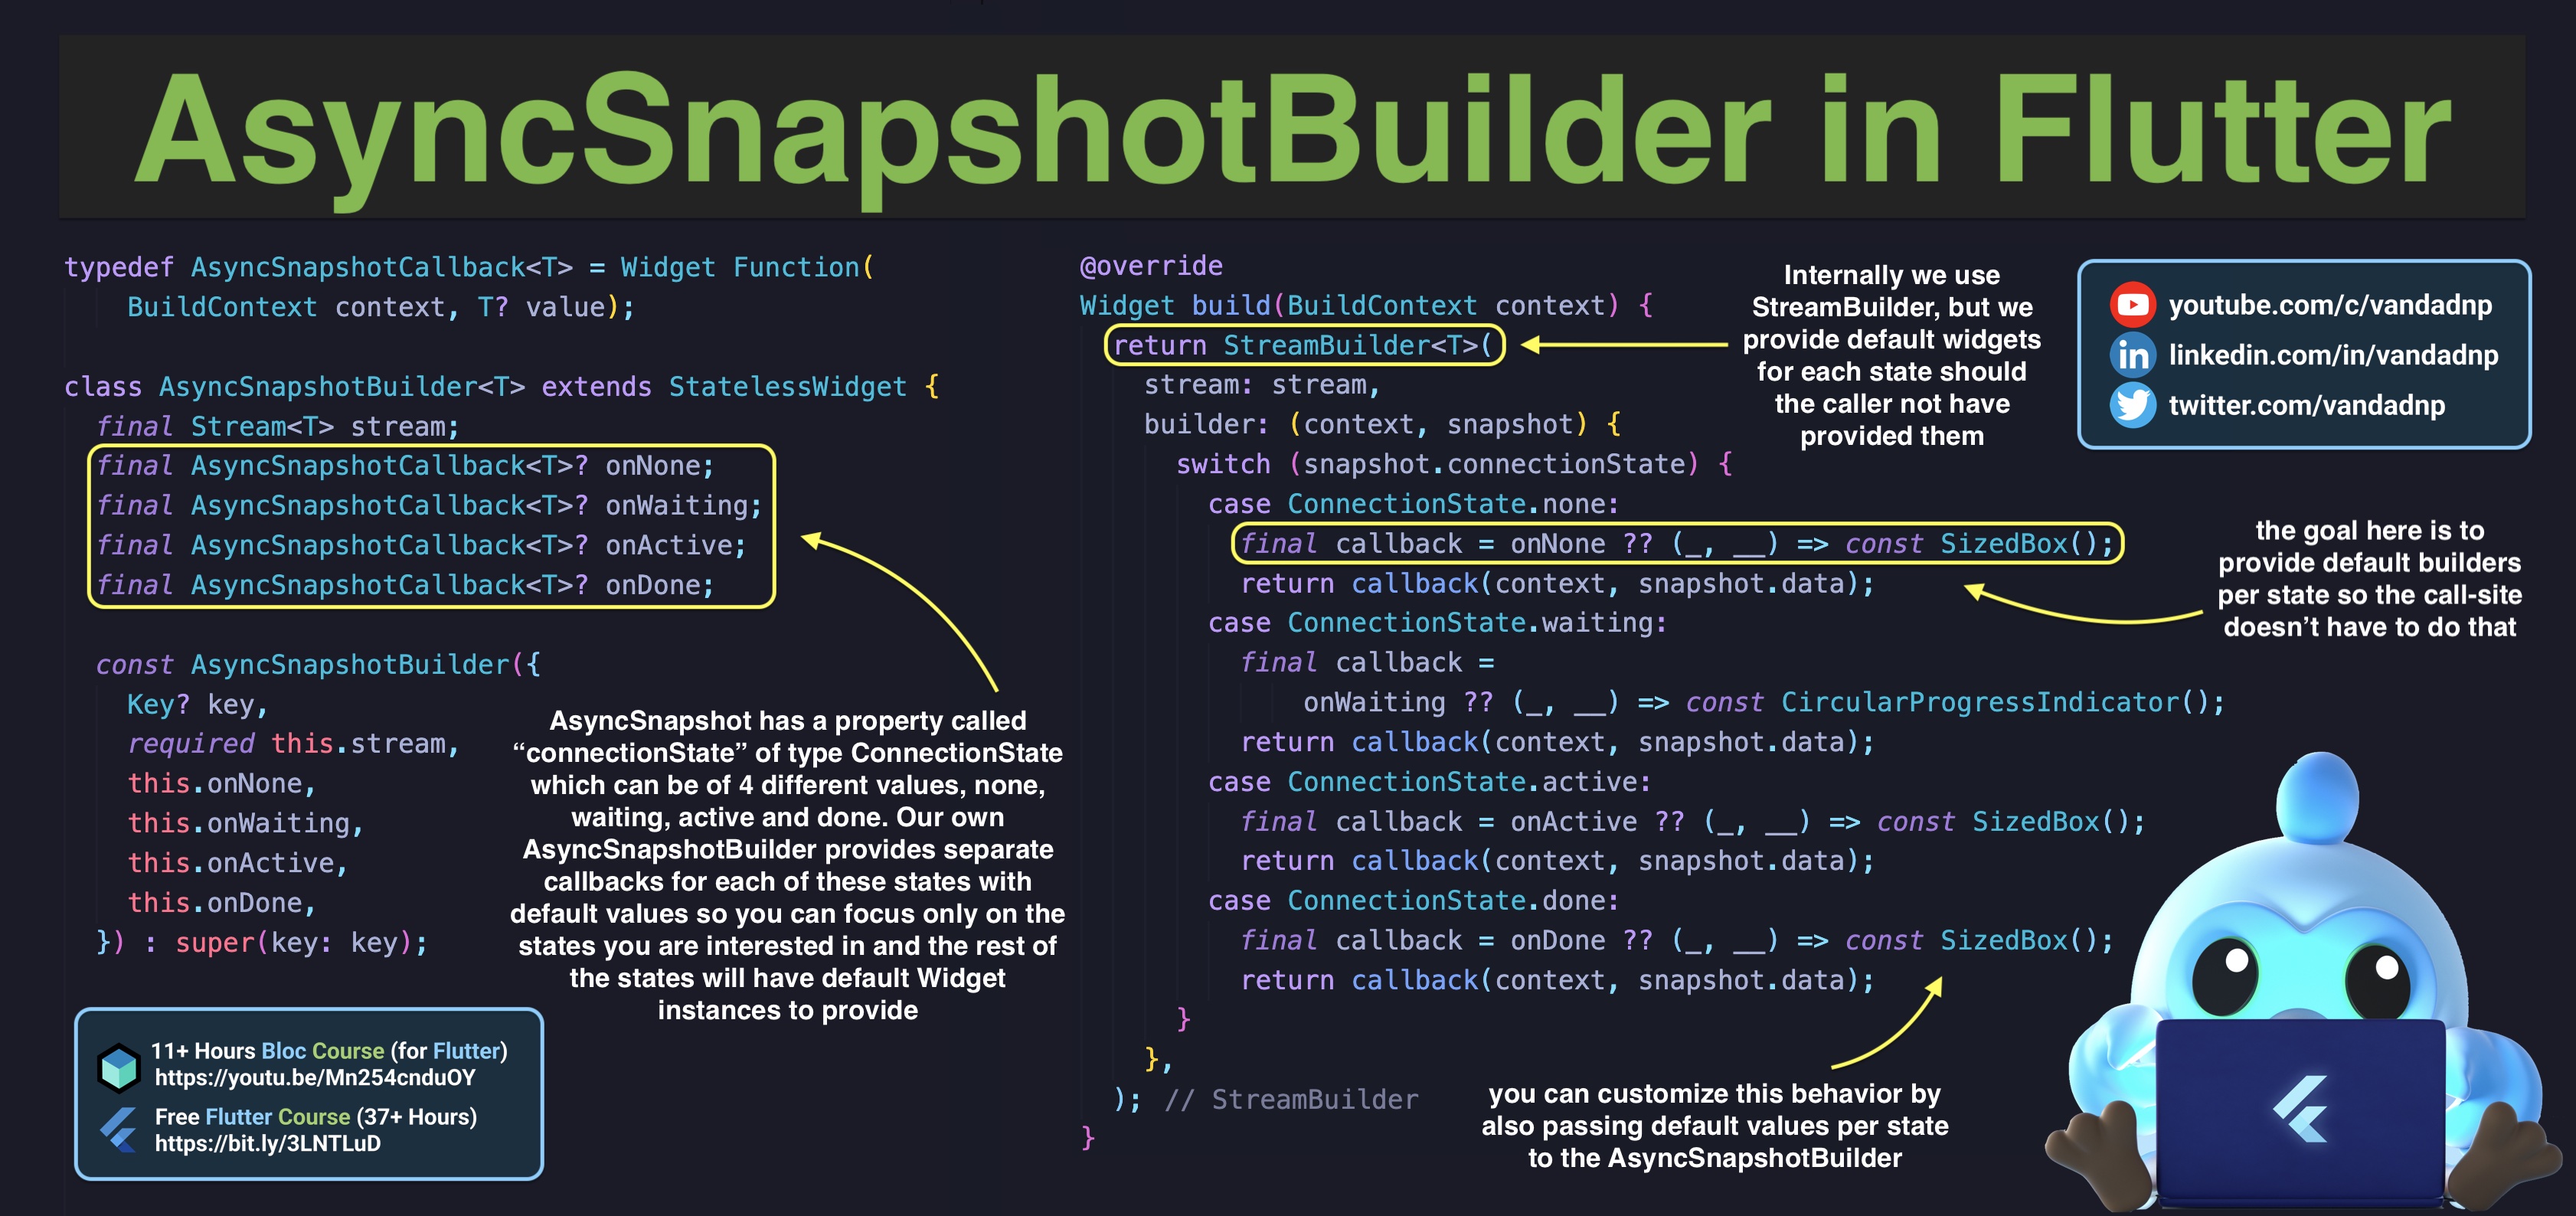 AsyncSnapshotBuilder in Flutter
typedef AsyncSnapshotCallback<T> = Widget Function(
BuildContext context, T? value);
class AsyncSnapshotBuilder<T> extends StatelessWidget {
final Stream<T> stream;
final AsyncSnapshotCallback<T>? onNone;
final AsyncSnapshotCallback<T>? onWaiting;
final AsyncSnapshotCallback<T>? onActive;
final AsyncSnapshotCallback<T>? onDone;
const AsyncSnapshotBuilder({
Key? key,
required this.stream,
this.onNone,
this.onWaiting,
this.onActive,
this.onDone,
}) : super(key: key);
AsyncSnapshot has a property called
“connectionState” of type ConnectionState
which can be of 4 different values, none,
waiting, active and done. Our own
AsyncSnapshotBuilder provides separate
callbacks for each of these states with
default values so you can focus only on the
states you are interested in and the rest of
the states will have default Widget
instances to provide
11+ Hours Bloc Course (for Flutter)
https://youtu.be/Mn254cnduOY
Free Flutter Course (37+ Hours)
https://bit.ly/3LNTLuD
@override
Widget build(BuildContext context) {
return StreamBuilder<T>(
stream: stream,
builder: (context, snapshot) {
switch (snapshot.connectionState) {
case ConnectionState.none:
final callback = onNone ?? (_, __) => const SizedBox();
return callback(context, snapshot.data);
case ConnectionState.waiting:
final callback =
onWaiting ?? (_, __) => const CircularProgressIndicator();
return callback(context, snapshot.data);
case ConnectionState.active:
final callback = onActive ?? (_, __) => const SizedBox();
return callback(context, snapshot.data);
case ConnectionState.done:
final callback = onDone ?? (_, __) => const SizedBox();
return callback(context, snapshot.data);
}
},
); // StreamBuilder
}
Internally we use
StreamBuilder, but we
provide default widgets
for each state should
the caller not have
provided them
youtube.com/c/vandadnp
linkedin.com/in/vandadnp
twitter.com/vandadnp
the goal here is to
provide default builders
per state so the call-site
doesn’t have to do that
you can customize this behavior by
also passing default values per state
to the AsyncSnapshotBuilder